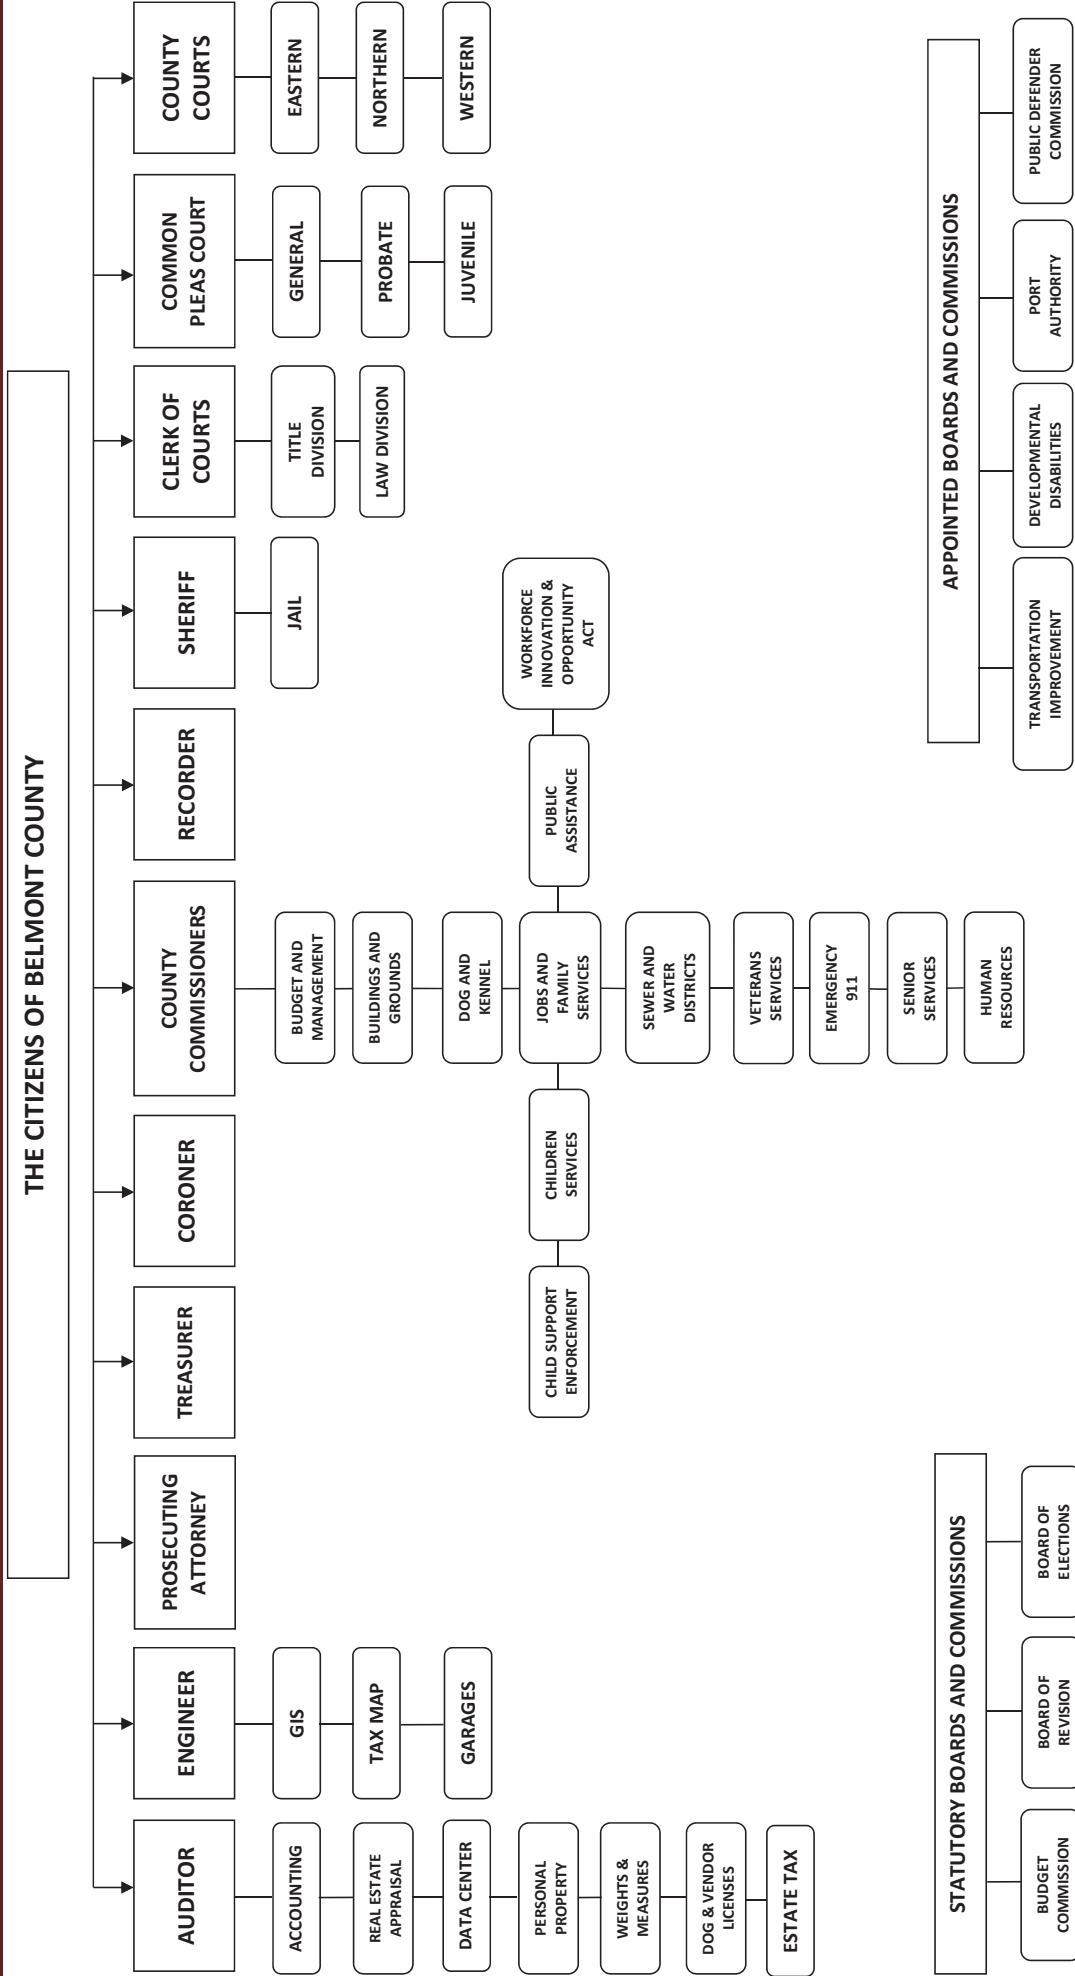 THE CITIZENS OF BELMONT COUNTY
AUDITOR
ACCOUNTING
REAL ESTATE
APPRAISAL
DATA CENTER
PERSONAL
PROPERTY
WEIGHTS &
MEASURES
DOG & VENDOR
LICENSES
ESTATE TAX
ENGINEER
GIS
TAX MAP
GARAGES
PROSECUTING
ATTORNEY
TREASURER
CORONER
COUNTY
COMMISSIONERS
BUDGET AND
MANAGEMENT
BUILDINGS AND
GROUNDS
DOG AND
KENNEL
CHILD SUPPORT
ENFORCEMENT
CHILDREN
SERVICES
JOBS AND
FAMILY
SERVICES
PUBLIC
ASSISTANCE
WORKFORCE
INNOVATION &
OPPORTUNITY
ACT
SEWER AND
WATER
DISTRICTS
VETERANS
SERVICES
EMERGENCY
911
SENIOR
SERVICES
HUMAN
RESOURCES
RECORDER
SHERIFF
JAIL
CLERK OF
COURTS
TITLE
DIVISION
LAW DIVISION
COMMON
PLEAS COURT
GENERAL
PROBATE
JUVENILE
COUNTY
COURTS
EASTERN
NORTHERN
WESTERN
STATUTORY BOARDS AND COMMISSIONS
BUDGET
COMMISSION
BOARD OF
REVISION
BOARD OF
ELECTIONS
APPOINTED BOARDS AND COMMISSIONS
TRANSPORTATION
IMPROVEMENT
DEVELOPMENTAL
DISABILITIES
PORT
AUTHORITY
PUBLIC DEFENDER
COMMISSION